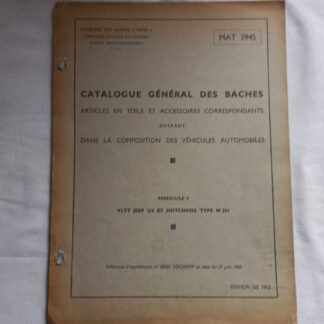 MAT 3945
CATALOGUE GÉNÉRAL DES BÂCHES
ARTICLES EN TOILE ET ACCESSOIRES CORRESPONDANTS
ENTRANT
DANS LA COMPOSITION DES VÉHICULES AUTOMOBILES
FASCICULE I
VLTT JEEP US ET HOTCHKISS TYPE M 201
ÉDITION DE 1962